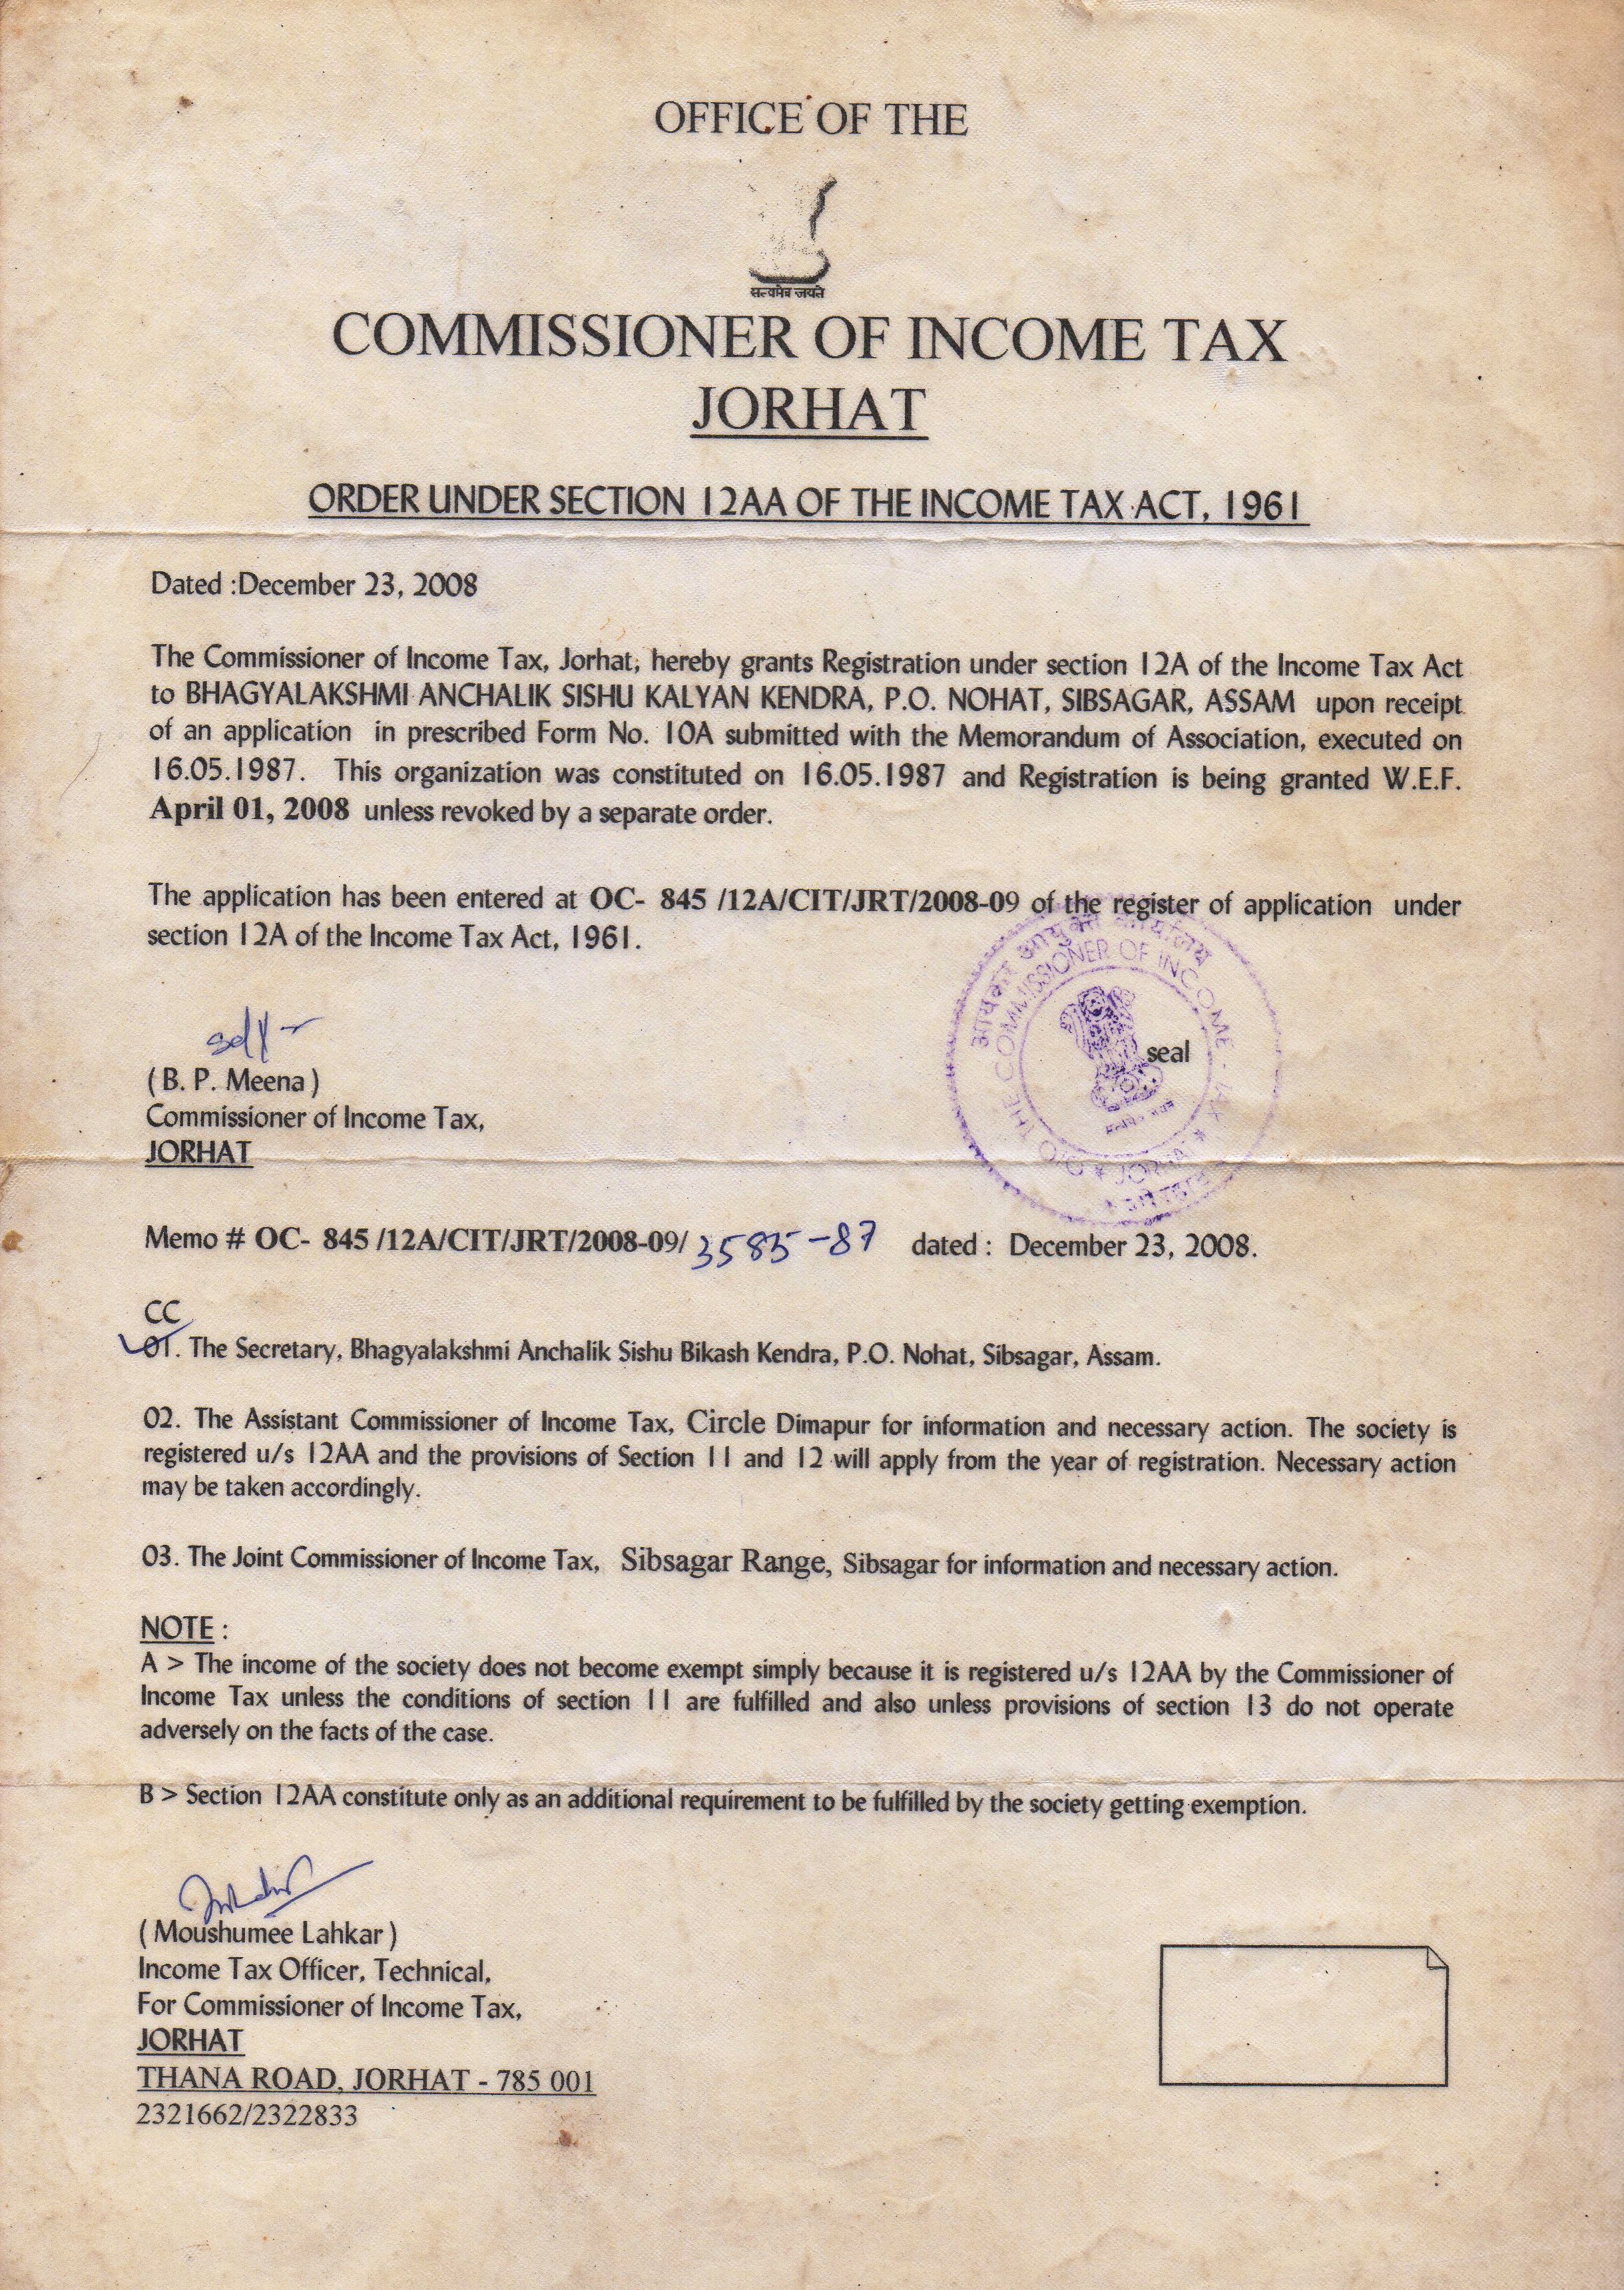 OFFICE OF THE
सत्यमेव जयते
COMMISSIONER OF INCOME TAX
JORHAT
ORDER UNDER SECTION 12AA OF THE INCOME TAX ACT, 1961
Dated :December 23, 2008
The Commissioner of Income Tax, Jorhat, hereby grants Registration under section 12A of the Income Tax Act
to BHAGYALAKSHMI ANCHALIK SISHU KALYAN KENDRA, P.O. NOHAT, SIBSAGAR, ASSAM upon receipt
of an application in prescribed Form No. 10A submitted with the Memorandum of Association, executed on
16.05.1987. This organization was constituted on 16.05.1987 and Registration is being granted W.E.F.
April 01, 2008 unless revoked by a separate order.
The application has been entered at OC- 845 /12A/CIT/JRT/2008-09 of the register of application under
section 12A of the Income Tax Act, 1961.
आयकर आयुक्त कार्यालय
O/O THE COMMISSIONER OF INCOME - TAX
* JORHAT *
seal
sd/-
( B. P. Meena )
Commissioner of Income Tax,
JORHAT
Memo # OC- 845 /12A/CIT/JRT/2008-09/ 3585-87 dated : December 23, 2008.
CC
01. The Secretary, Bhagyalakshmi Anchalik Sishu Bikash Kendra, P.O. Nohat, Sibsagar, Assam.
02. The Assistant Commissioner of Income Tax, Circle Dimapur for information and necessary action. The society is
registered u/s 12AA and the provisions of Section 11 and 12 will apply from the year of registration. Necessary action
may be taken accordingly.
03. The Joint Commissioner of Income Tax, Sibsagar Range, Sibsagar for information and necessary action.
NOTE :
A > The income of the society does not become exempt simply because it is registered u/s 12AA by the Commissioner of
Income Tax unless the conditions of section 11 are fulfilled and also unless provisions of section 13 do not operate
adversely on the facts of the case.
B > Section 12AA constitute only as an additional requirement to be fulfilled by the society getting exemption.
( Moushumee Lahkar )
Income Tax Officer, Technical,
For Commissioner of Income Tax,
JORHAT
THANA ROAD, JORHAT - 785 001
2321662/2322833